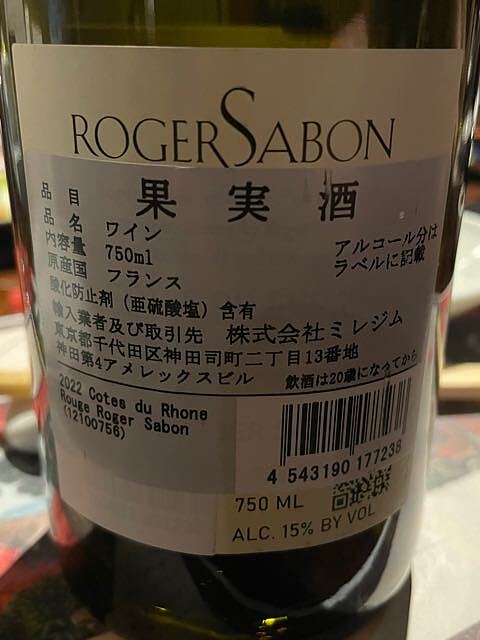 ROGER SABON
品目 果実酒
品名 ワイン
内容量 750ml
アルコール分は
ラベルに記載
原産国 フランス
酸化防止剤（亜硫酸塩）含有
輸入業者及び取引先 株式会社ミレジム
東京都千代田区神田司町二丁目13番地
神田第4アメレックスビル 飲酒は20歳になってから
2022 Cotes du Rhone
Rouge Roger Sabon
(12100756)
4 543190 177238
750 ML
ALC. 15% BY VOL